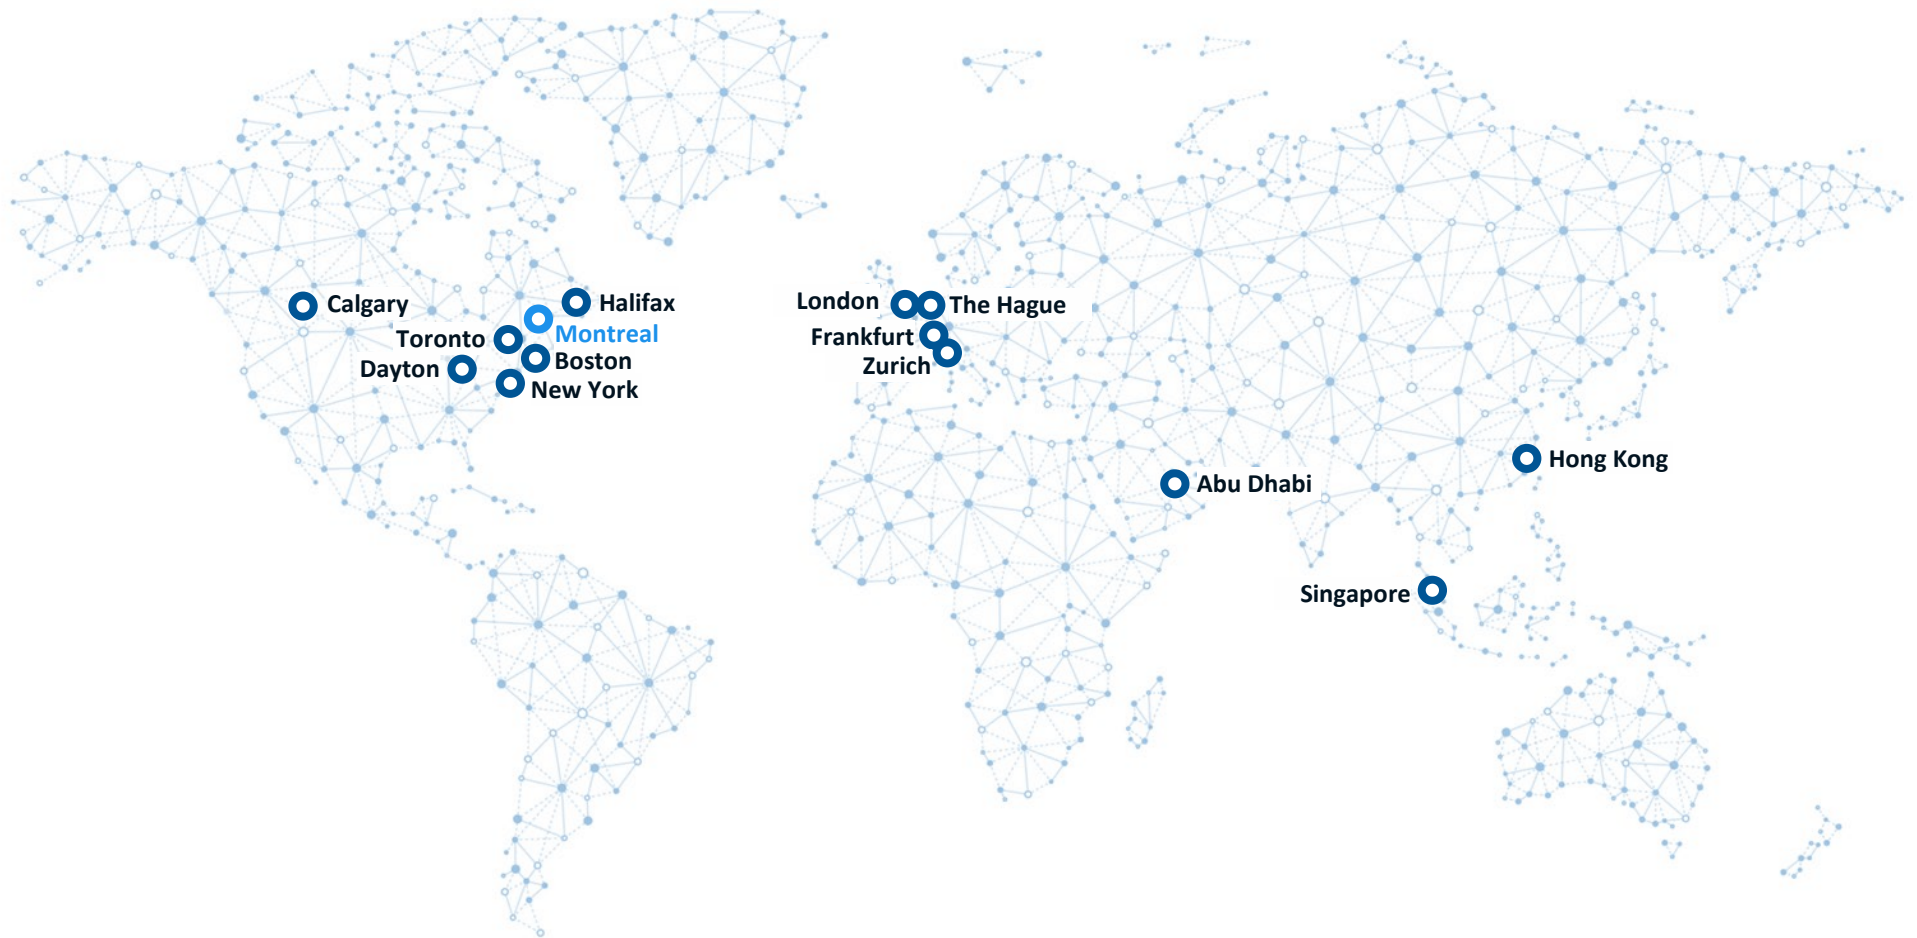 Calgary
Halifax
Montreal
Toronto
Boston
Dayton
New York
London
The Hague
Frankfurt
Zurich
Hong Kong
Abu Dhabi
Singapore